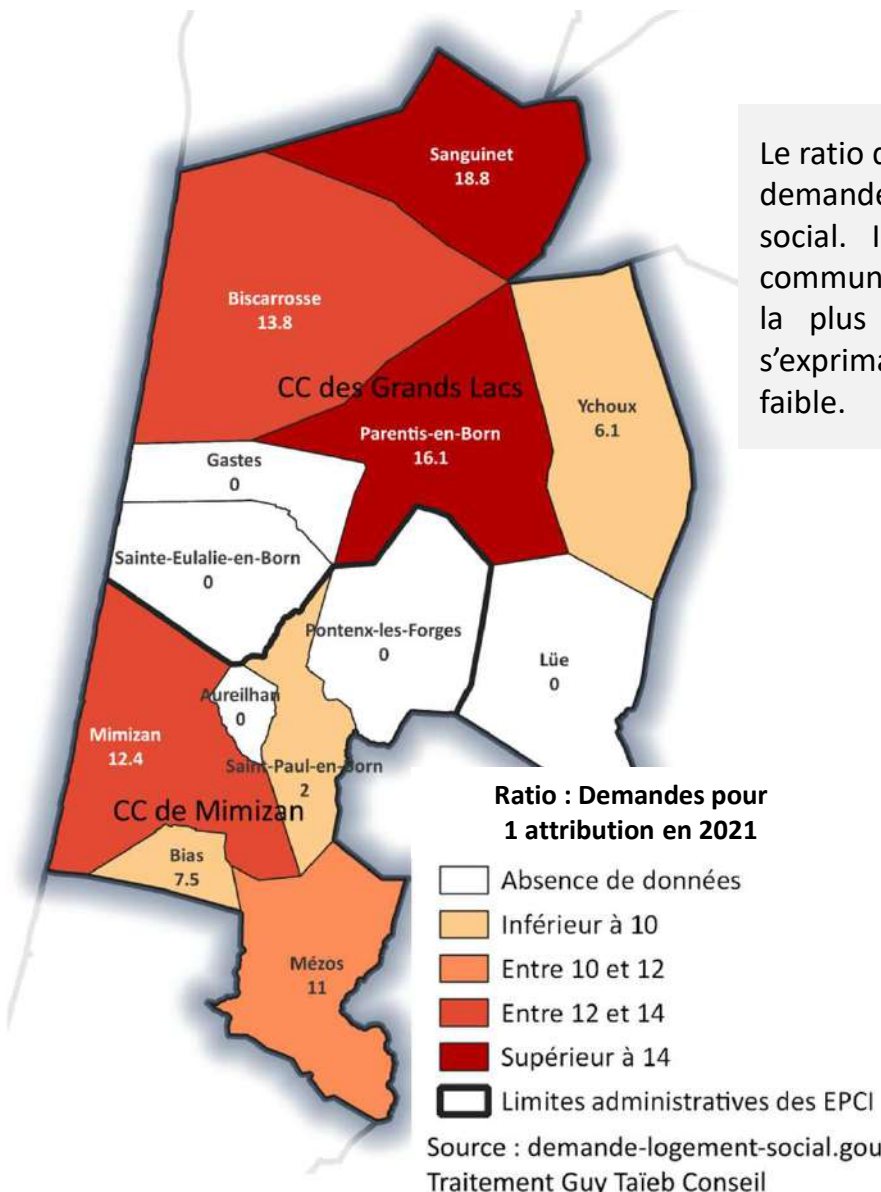 Sanguinet
18.8
Le ratio
demande
social. I
commun
la plus
s’exprima
faible.
Biscarrosse
13.8
CC des Grands Lacs
Ychoux
6.1
Parentis-en-Born
16.1
Gastes
0
Sainte-Eulalie-en-Born
0
Pontenx-les-Forges
0
Lüe
0
Aureilhan
0
Mimizan
12.4
Saint-Paul-en-Born
2
CC de Mimizan
Bias
7.5
Mézos
11
Ratio : Demandes pour
1 attribution en 2021
Absence de données
Inférieur à 10
Entre 10 et 12
Entre 12 et 14
Supérieur à 14
Limites administratives des EPCI
Source : demande-logement-social.gou
Traitement Guy Taïeb Conseil